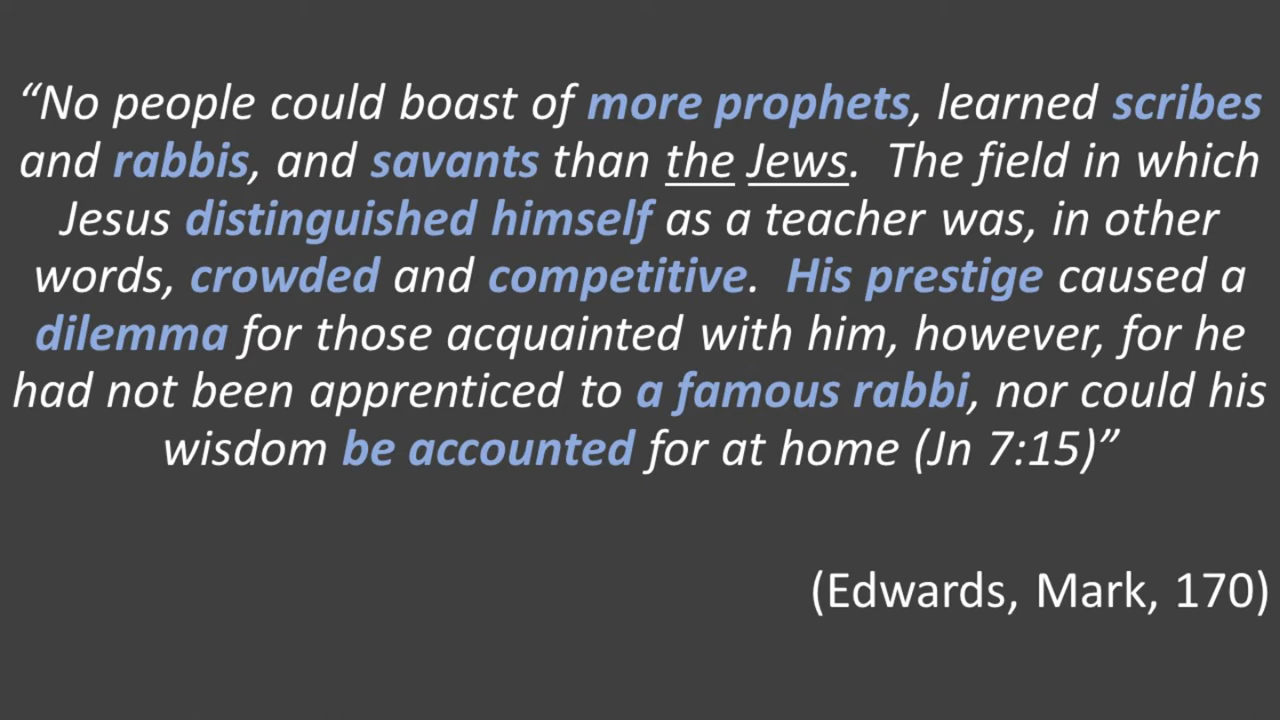 “No people could boast of more prophets, learned scribes
and rabbis, and savants than the Jews.  The field in which
Jesus distinguished himself as a teacher was, in other
words, crowded and competitive.  His prestige caused a
dilemma for those acquainted with him, however, for he
had not been apprenticed to a famous rabbi, nor could his
wisdom be accounted for at home (Jn 7:15)”
(Edwards, Mark, 170)